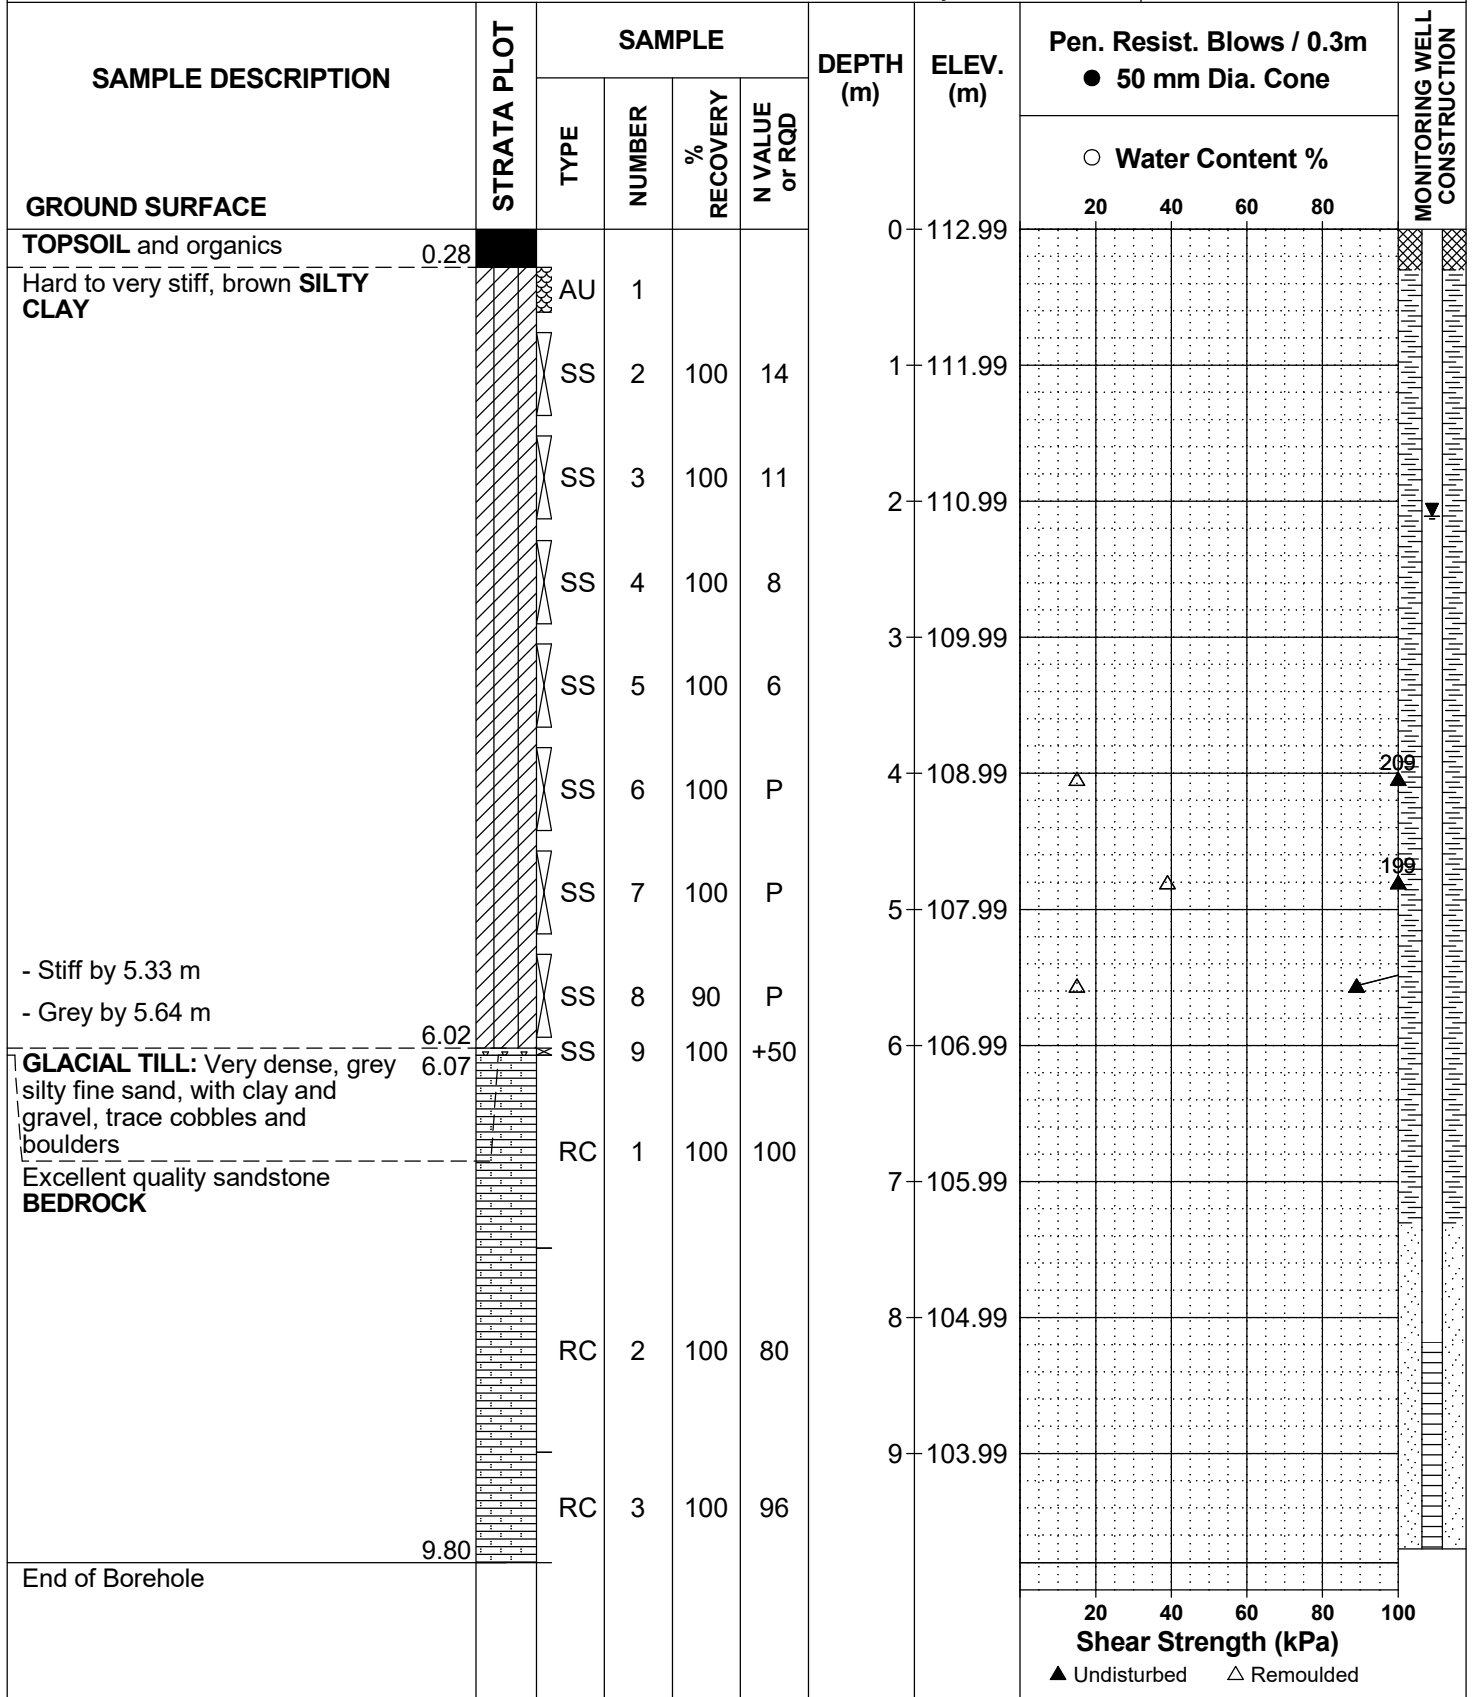 SAMPLE DESCRIPTION
STRATA PLOT
SAMPLE
TYPE
NUMBER
% RECOVERY
N VALUE or RQD
DEPTH (m)
ELEV. (m)
Pen. Resist. Blows / 0.3m
● 50 mm Dia. Cone
○ Water Content %
20 40 60 80
MONITORING WELL CONSTRUCTION
GROUND SURFACE
0 112.99
TOPSOIL and organics
0.28
Hard to very stiff, brown SILTY
CLAY
AU 1
SS 2 100 14
1 111.99
SS 3 100 11
2 110.99
SS 4 100 8
3 109.99
SS 5 100 6
209
4 108.99
SS 6 100 P
199
SS 7 100 P
5 107.99
- Stiff by 5.33 m
SS 8 90 P
- Grey by 5.64 m
6.02
SS 9 100 +50
6 106.99
GLACIAL TILL: Very dense, grey 6.07
silty fine sand, with clay and
gravel, trace cobbles and
boulders
RC 1 100 100
Excellent quality sandstone
7 105.99
BEDROCK
8 104.99
RC 2 100 80
9 103.99
RC 3 100 96
9.80
End of Borehole
20 40 60 80 100
Shear Strength (kPa)
▲ Undisturbed △ Remoulded